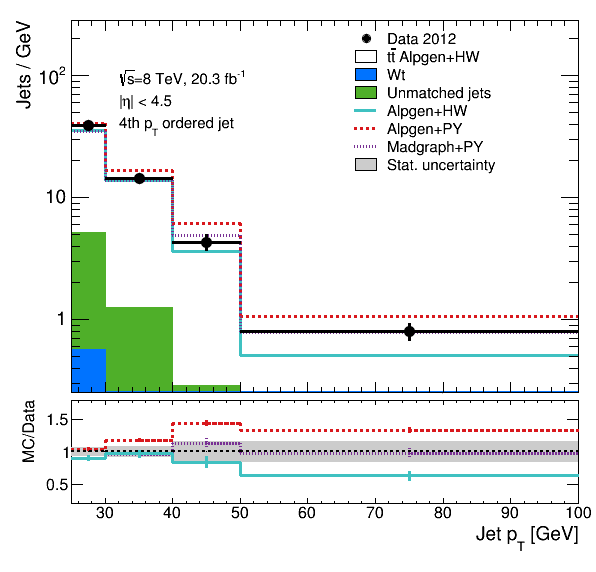 Jets / GeV
10²
10
1
√s=8 TeV, 20.3 fb⁻¹
|η| < 4.5
4th p_T ordered jet
Data 2012
tt̄ Alpgen+HW
Wt
Unmatched jets
Alpgen+HW
Alpgen+PY
Madgraph+PY
Stat. uncertainty
MC/Data
1.5
1
0.5
30 40 50 60 70 80 90 100
Jet p_T [GeV]